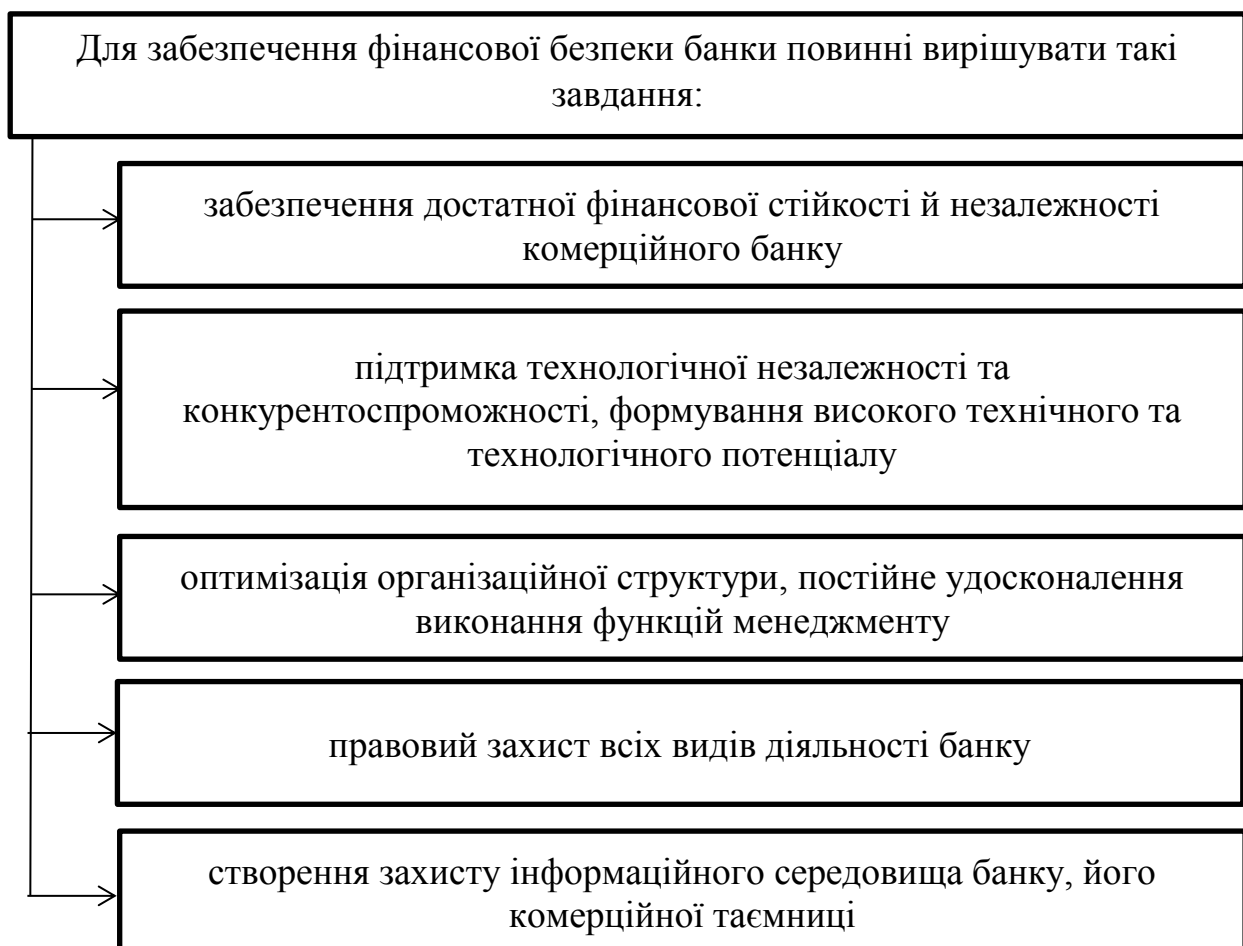 Для забезпечення фінансової безпеки банки повинні вирішувати такі
завдання:
забезпечення достатної фінансової стійкості й незалежності
комерційного банку
підтримка технологічної незалежності та
конкурентоспроможності, формування високого технічного та
технологічного потенціалу
оптимізація організаційної структури, постійне удосконалення
виконання функцій менеджменту
правовий захист всіх видів діяльності банку
створення захисту інформаційного середовища банку, його
комерційної таємниці